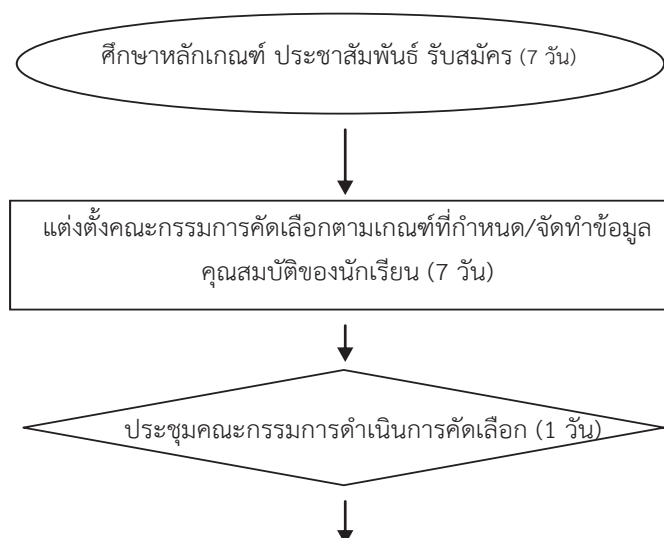 ศึกษาหลักเกณฑ์ ประชาสัมพันธ์ รับสมัคร (7 วัน)
แต่งตั้งคณะกรรมการคัดเลือกตามเกณฑ์ที่กำหนด/จัดทำข้อมูล
คุณสมบัติของนักเรียน (7 วัน)
ประชุมคณะกรรมการดำเนินการคัดเลือก (1 วัน)